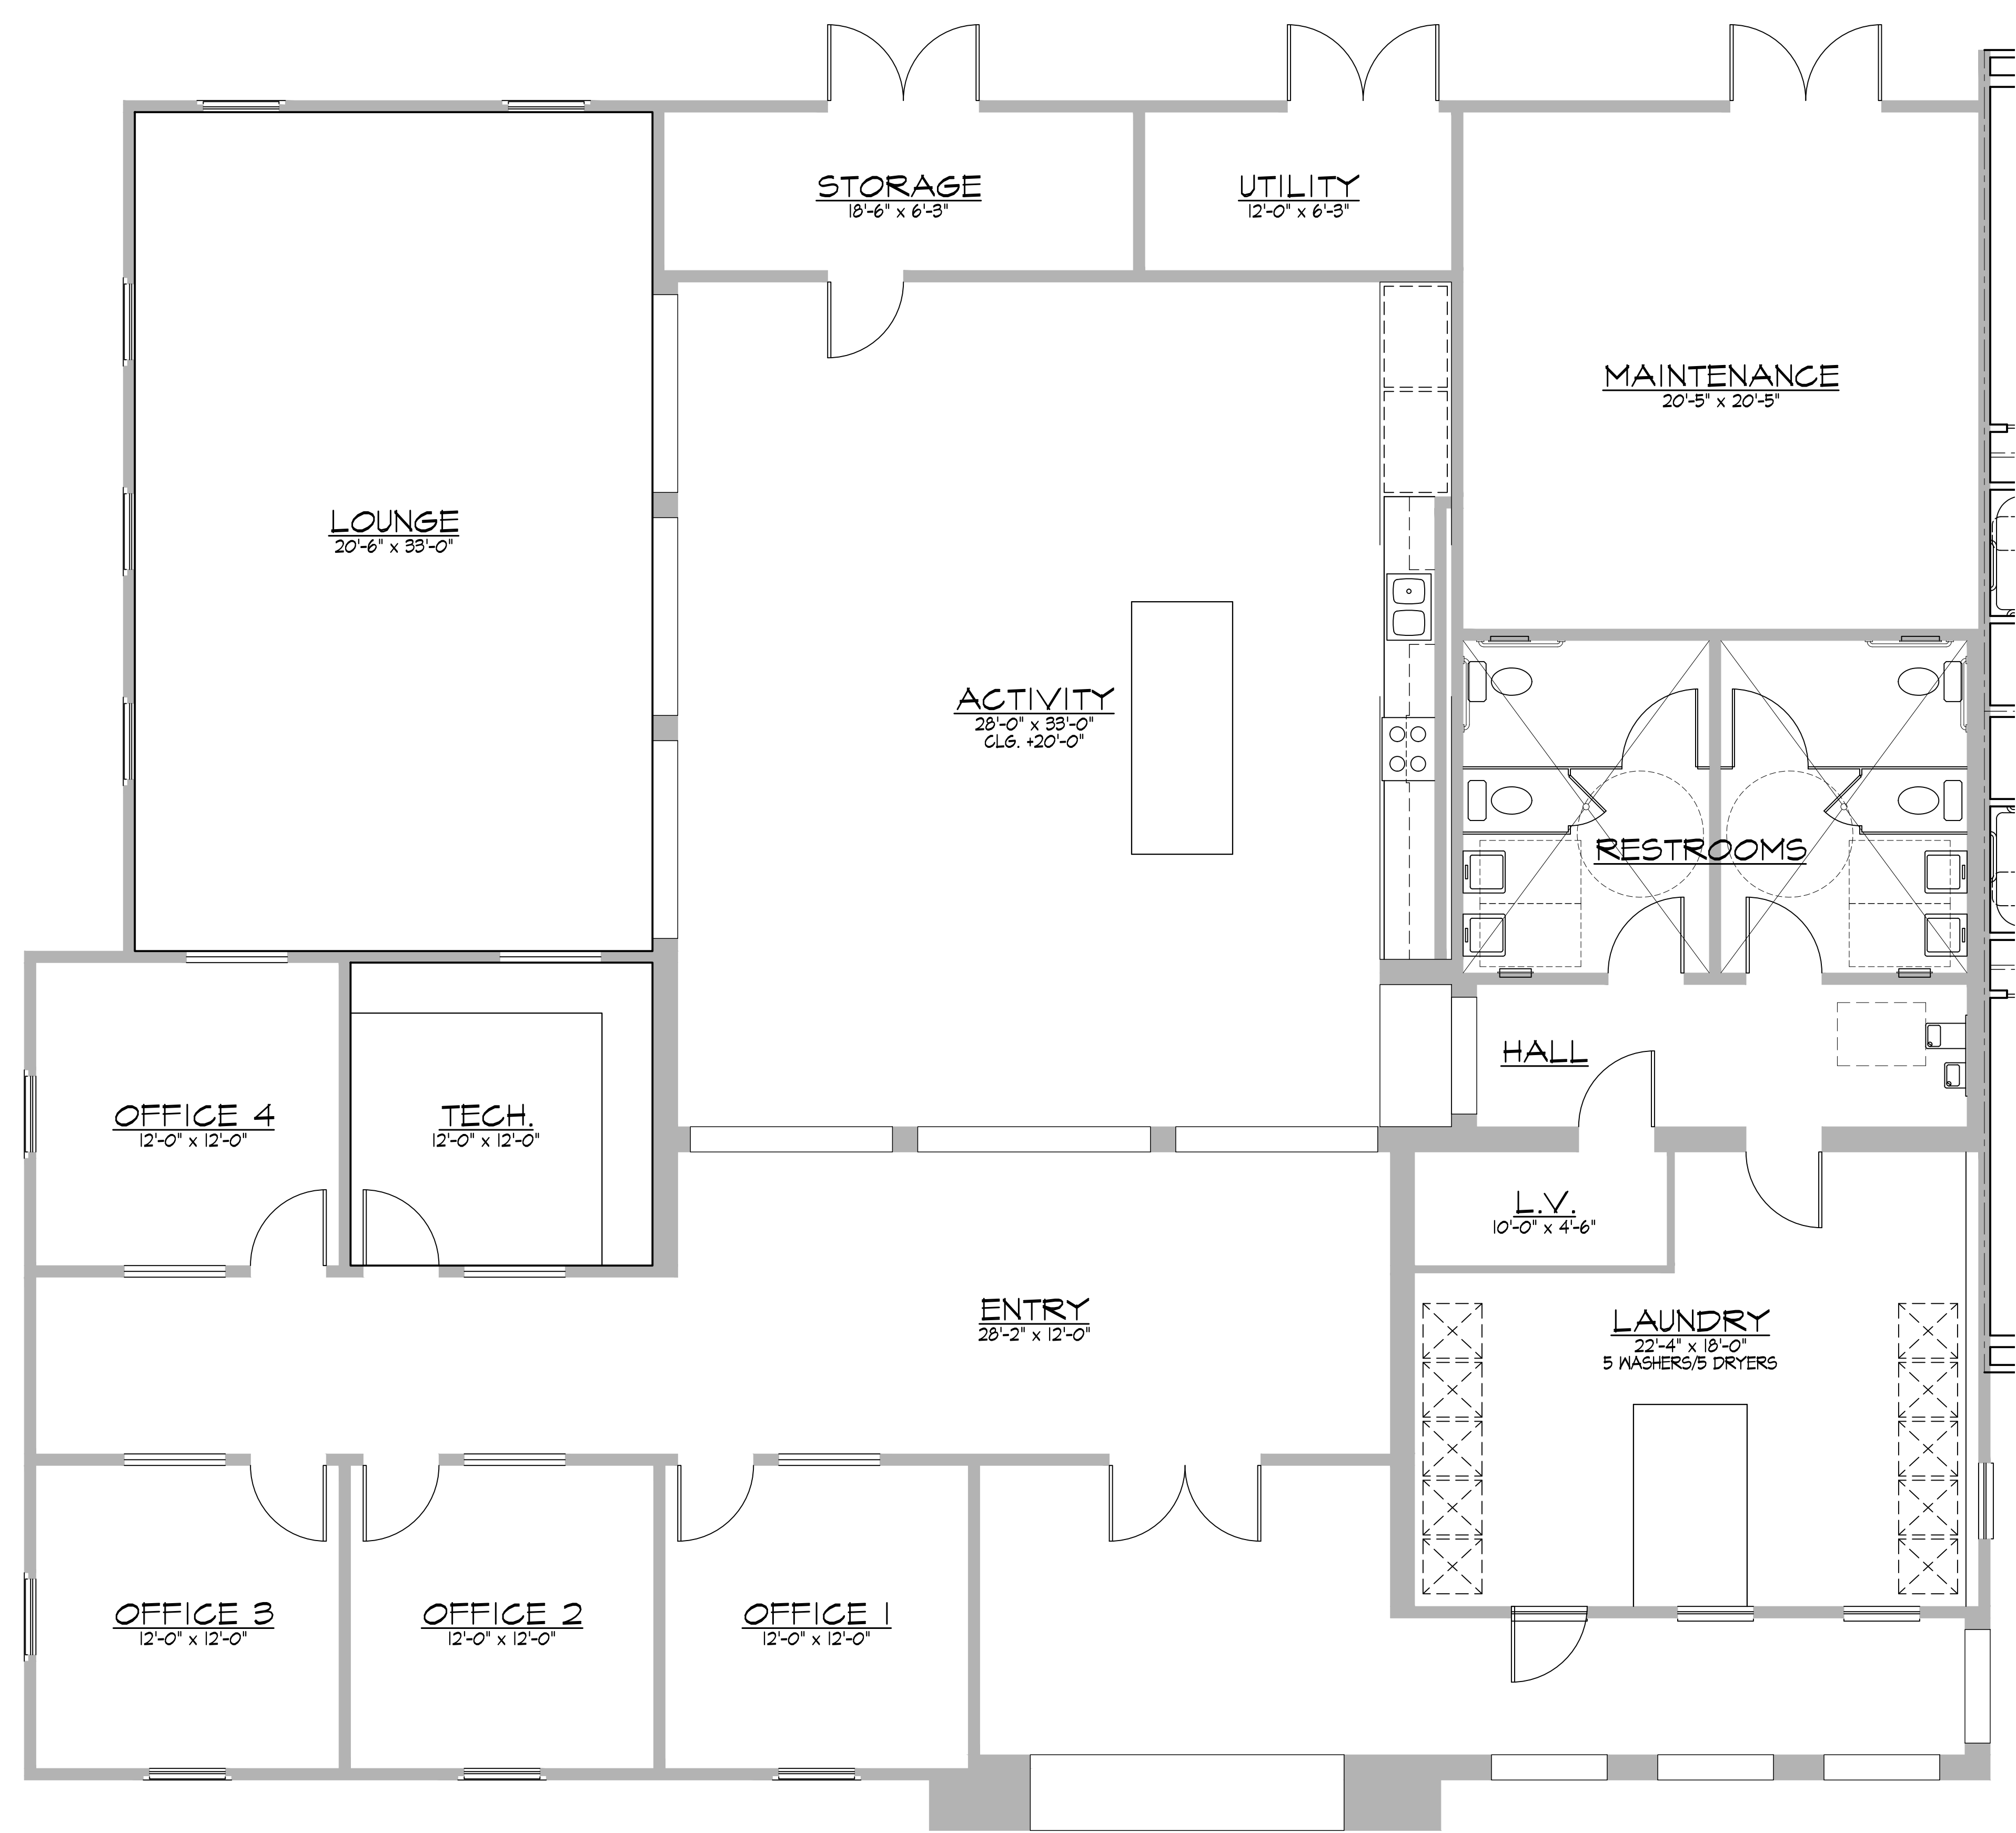 STORAGE
18'-6" x 6'-3"
UTILITY
12'-0" x 6'-3"
MAINTENANCE
20'-5" x 20'-5"
LOUNGE
20'-6" x 33'-0"
ACTIVITY
28'-0" x 33'-0"
CLG. +20'-0"
RESTROOMS
HALL
OFFICE 4
12'-0" x 12'-0"
TECH.
12'-0" x 12'-0"
L.V.
10'-0" x 4'-6"
ENTRY
28'-2" x 12'-0"
LAUNDRY
22'-4" x 18'-0"
5 WASHERS/5 DRYERS
OFFICE 3
12'-0" x 12'-0"
OFFICE 2
12'-0" x 12'-0"
OFFICE 1
12'-0" x 12'-0"